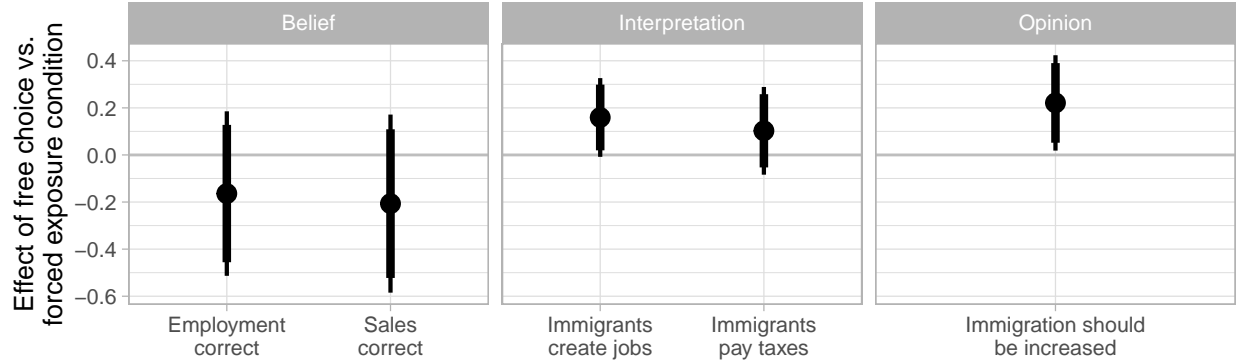 Belief
Interpretation
Opinion
Effect of free choice vs.
forced exposure condition
0.4
0.2
0.0
−0.2
−0.4
−0.6
Employment
correct
Sales
correct
Immigrants
create jobs
Immigrants
pay taxes
Immigration should
be increased